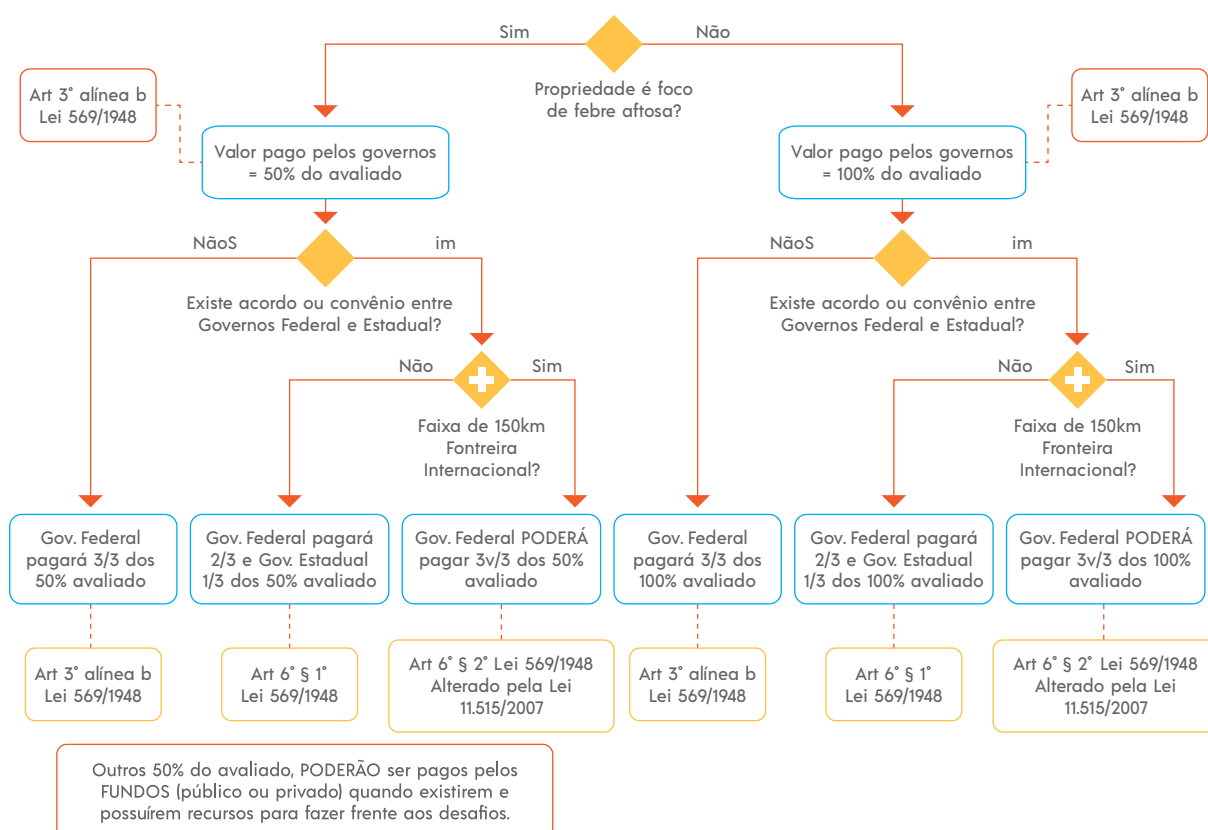 Sim
Não
Propriedade é foco
de febre aftosa?
Art 3° alínea b
Lei 569/1948
Art 3° alínea b
Lei 569/1948
Valor pago pelos governos
= 50% do avaliado
Valor pago pelos governos
= 100% do avaliado
NãoS
im
NãoS
im
Existe acordo ou convênio entre
Governos Federal e Estadual?
Existe acordo ou convênio entre
Governos Federal e Estadual?
Não
Sim
Não
Sim
Faixa de 150km
Fontreira
Internacional?
Faixa de 150km
Fronteira
Internacional?
Gov. Federal
pagará 3/3 dos
50% avaliado
Gov. Federal pagará
2/3 e Gov. Estadual
1/3 dos 50% avaliado
Gov. Federal PODERÁ
pagar 3v/3 dos 50%
avaliado
Gov. Federal
pagará 3/3 dos
100% avaliado
Gov. Federal pagará
2/3 e Gov. Estadual
1/3 dos 100% avaliado
Gov. Federal PODERÁ
pagar 3v/3 dos 100%
avaliado
Art 3° alínea b
Lei 569/1948
Art 6° § 1°
Lei 569/1948
Art 6° § 2° Lei 569/1948
Alterado pela Lei
11.515/2007
Art 3° alínea b
Lei 569/1948
Art 6° § 1°
Lei 569/1948
Art 6° § 2° Lei 569/1948
Alterado pela Lei
11.515/2007
Outros 50% do avaliado, PODERÃO ser pagos pelos
FUNDOS (público ou privado) quando existirem e
possuírem recursos para fazer frente aos desafios.